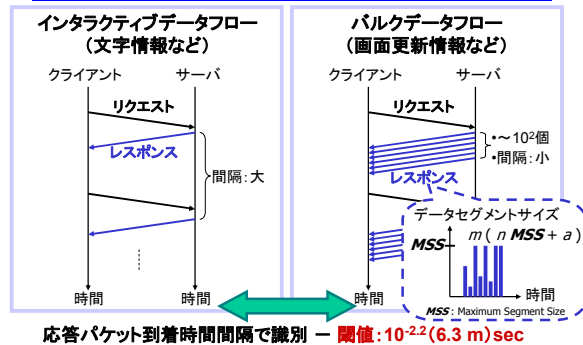 インタラクティブデータフロー
(文字情報など)
クライアント
サーバ
リクエスト
レスポンス
間隔:大
時間
時間
バルクデータフロー
(画面更新情報など)
クライアント
サーバ
リクエスト
•～10²個
•間隔:小
レスポンス
データセグメントサイズ
MSS
m ( n MSS + a )
時間
MSS : Maximum Segment Size
時間
時間
応答パケット到着時間間隔で識別 － 閾値:10-2.2(6.3 m)sec